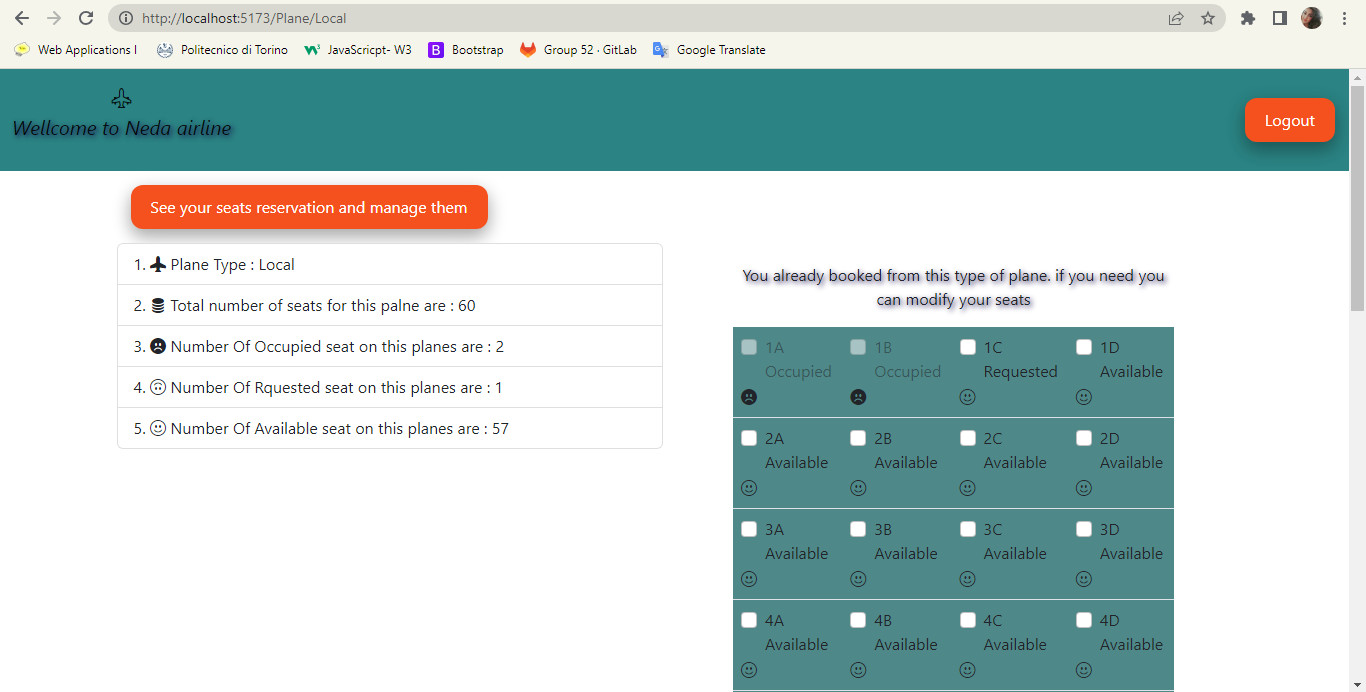 http://localhost:5173/Plane/Local
Web Applications I Politecnico di Torino JavaScricpt- W3 Bootstrap Group 52 · GitLab Google Translate
Wellcome to Neda airline
Logout
See your seats reservation and manage them
1. Plane Type : Local
2. Total number of seats for this palne are : 60
3. Number Of Occupied seat on this planes are : 2
4. Number Of Rquested seat on this planes are : 1
5. Number Of Available seat on this planes are : 57
You already booked from this type of plane. if you need you
can modify your seats
1A 1B 1C 1D
Occupied Occupied Requested Available
2A 2B 2C 2D
Available Available Available Available
3A 3B 3C 3D
Available Available Available Available
4A 4B 4C 4D
Available Available Available Available